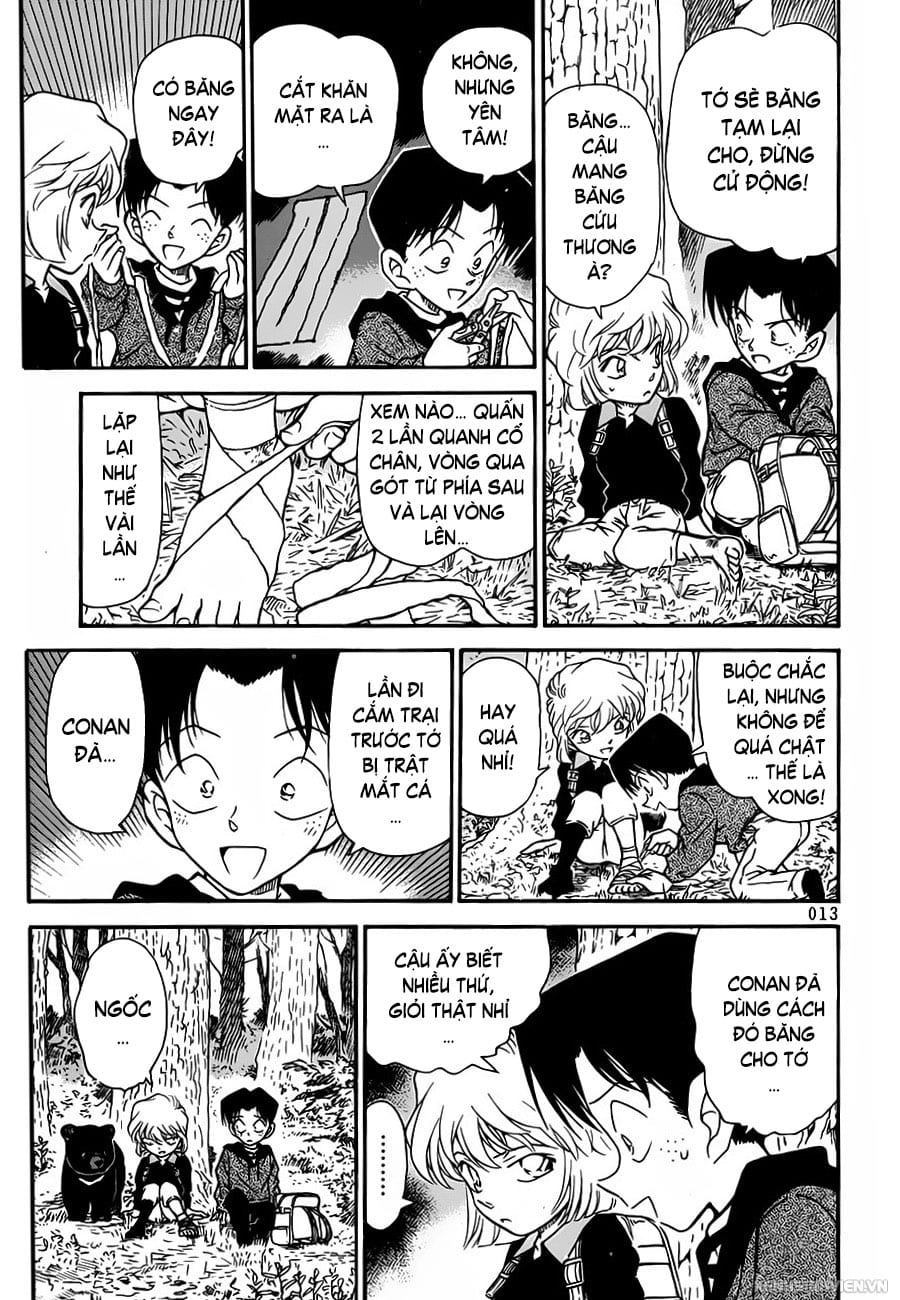 TỚ SẼ BĂNG
TẠM LẠI
CHO, ĐỪNG
CỬ ĐỘNG!
BĂNG...
CẬU
MANG
BĂNG
CỨU
THƯƠNG
À?
KHÔNG,
NHƯNG
YÊN
TÂM!
CẮT KHĂN
MẶT RA LÀ
...
CÓ BĂNG
NGAY
ĐÂY!
XEM NÀO... QUẤN
2 LẦN QUANH CỔ
CHÂN, VÒNG QUA
GÓT TỪ PHÍA SAU
VÀ LẠI VÒNG
LÊN...
LẶP
LẠI
NHƯ
THẾ
VÀI
LẦN
...
BUỘC CHẮC
LẠI, NHƯNG
KHÔNG ĐỂ
QUÁ CHẬT
... THẾ LÀ
XONG!
HAY
QUÁ
NHỈ!
LẦN ĐI
CẮM TRẠI
TRƯỚC TỚ
BỊ TRẬT
MẮT CÁ
...
CONAN
ĐÃ...
013
CONAN ĐÃ
DÙNG CÁCH
ĐÓ BĂNG
CHO TỚ
...
CẬU ẤY BIẾT
NHIỀU THỨ,
GIỎI THẬT NHỈ
...
.........
NGỐC
...